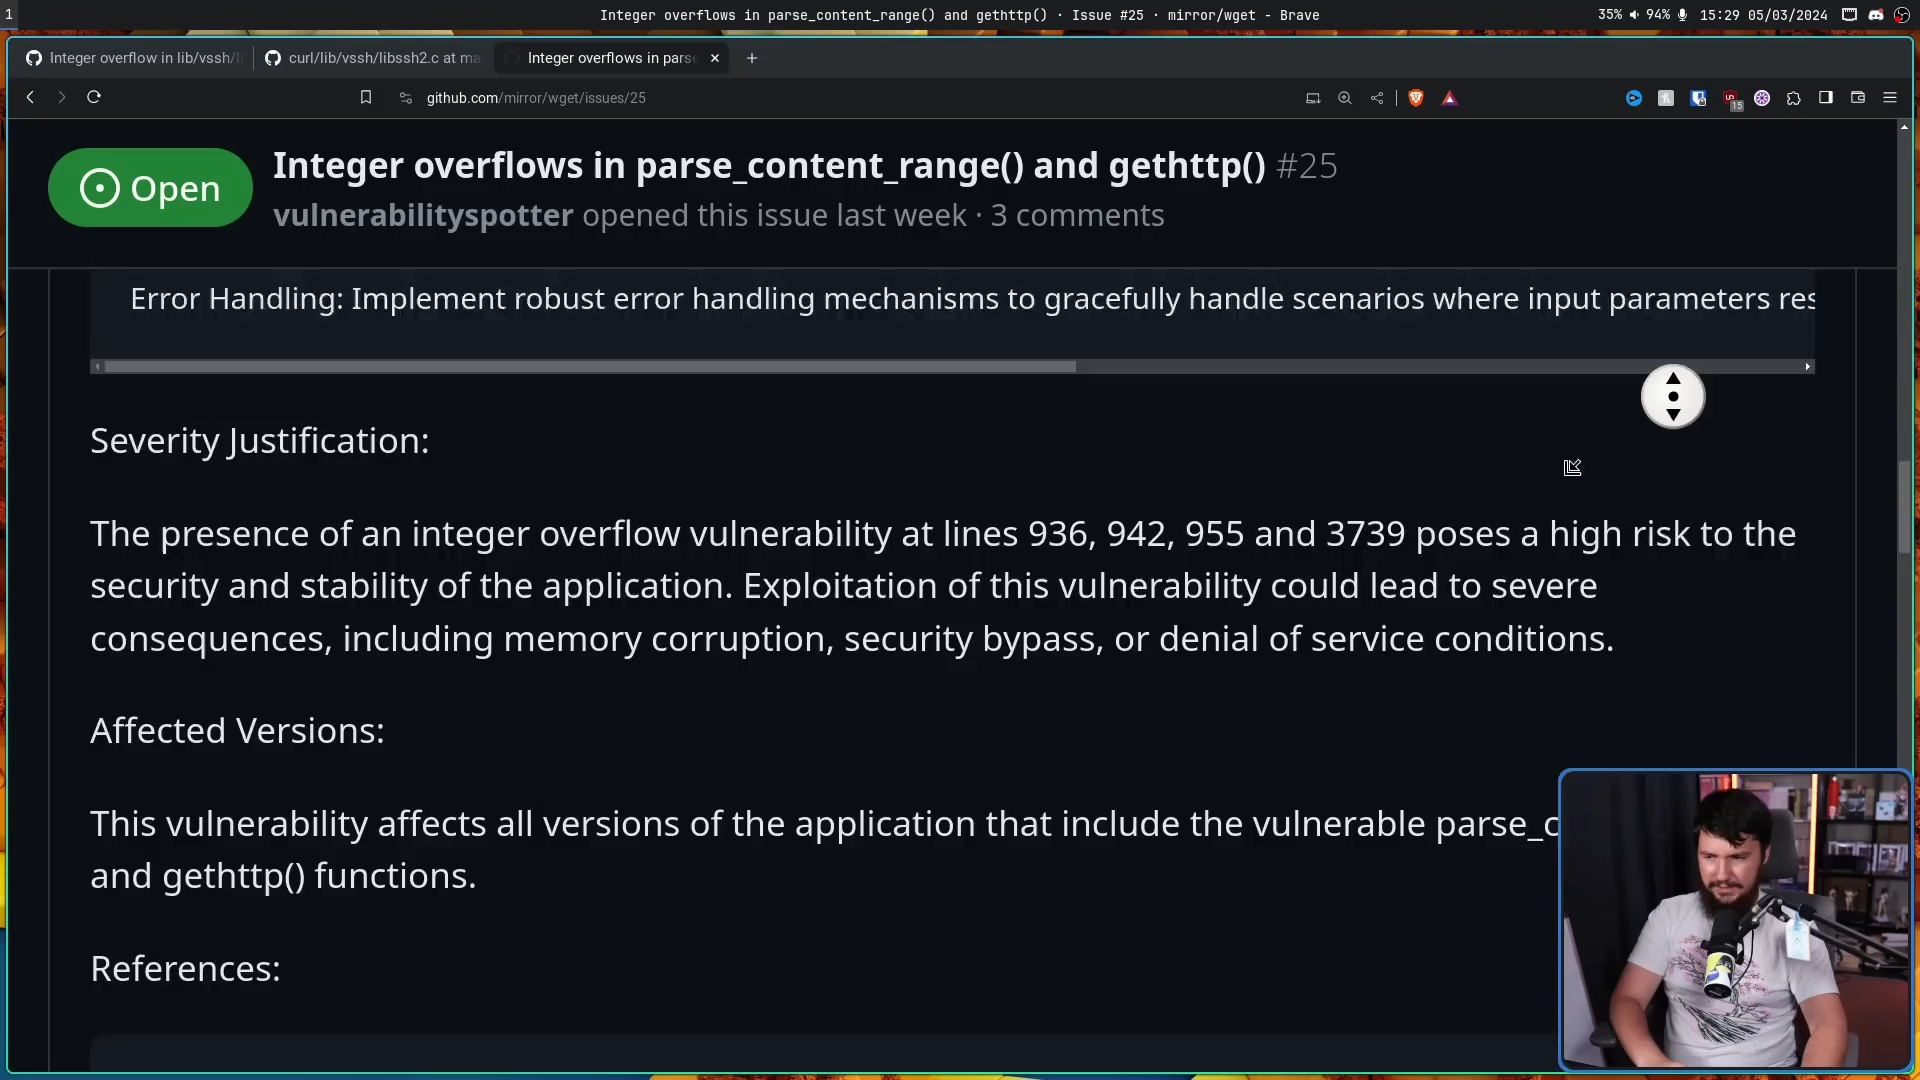 1
Integer overflows in parse_content_range() and gethttp() · Issue #25 · mirror/wget - Brave
35% 94% 15:29 05/03/2024
Integer overflow in lib/vssh/l
curl/lib/vssh/libssh2.c at ma
Integer overflows in parse
github.com/mirror/wget/issues/25
15
Open
Integer overflows in parse_content_range() and gethttp() #25
vulnerabilityspotter opened this issue last week · 3 comments
Error Handling: Implement robust error handling mechanisms to gracefully handle scenarios where input parameters res
Severity Justification:
The presence of an integer overflow vulnerability at lines 936, 942, 955 and 3739 poses a high risk to the
security and stability of the application. Exploitation of this vulnerability could lead to severe
consequences, including memory corruption, security bypass, or denial of service conditions.
Affected Versions:
This vulnerability affects all versions of the application that include the vulnerable parse_c
and gethttp() functions.
References: